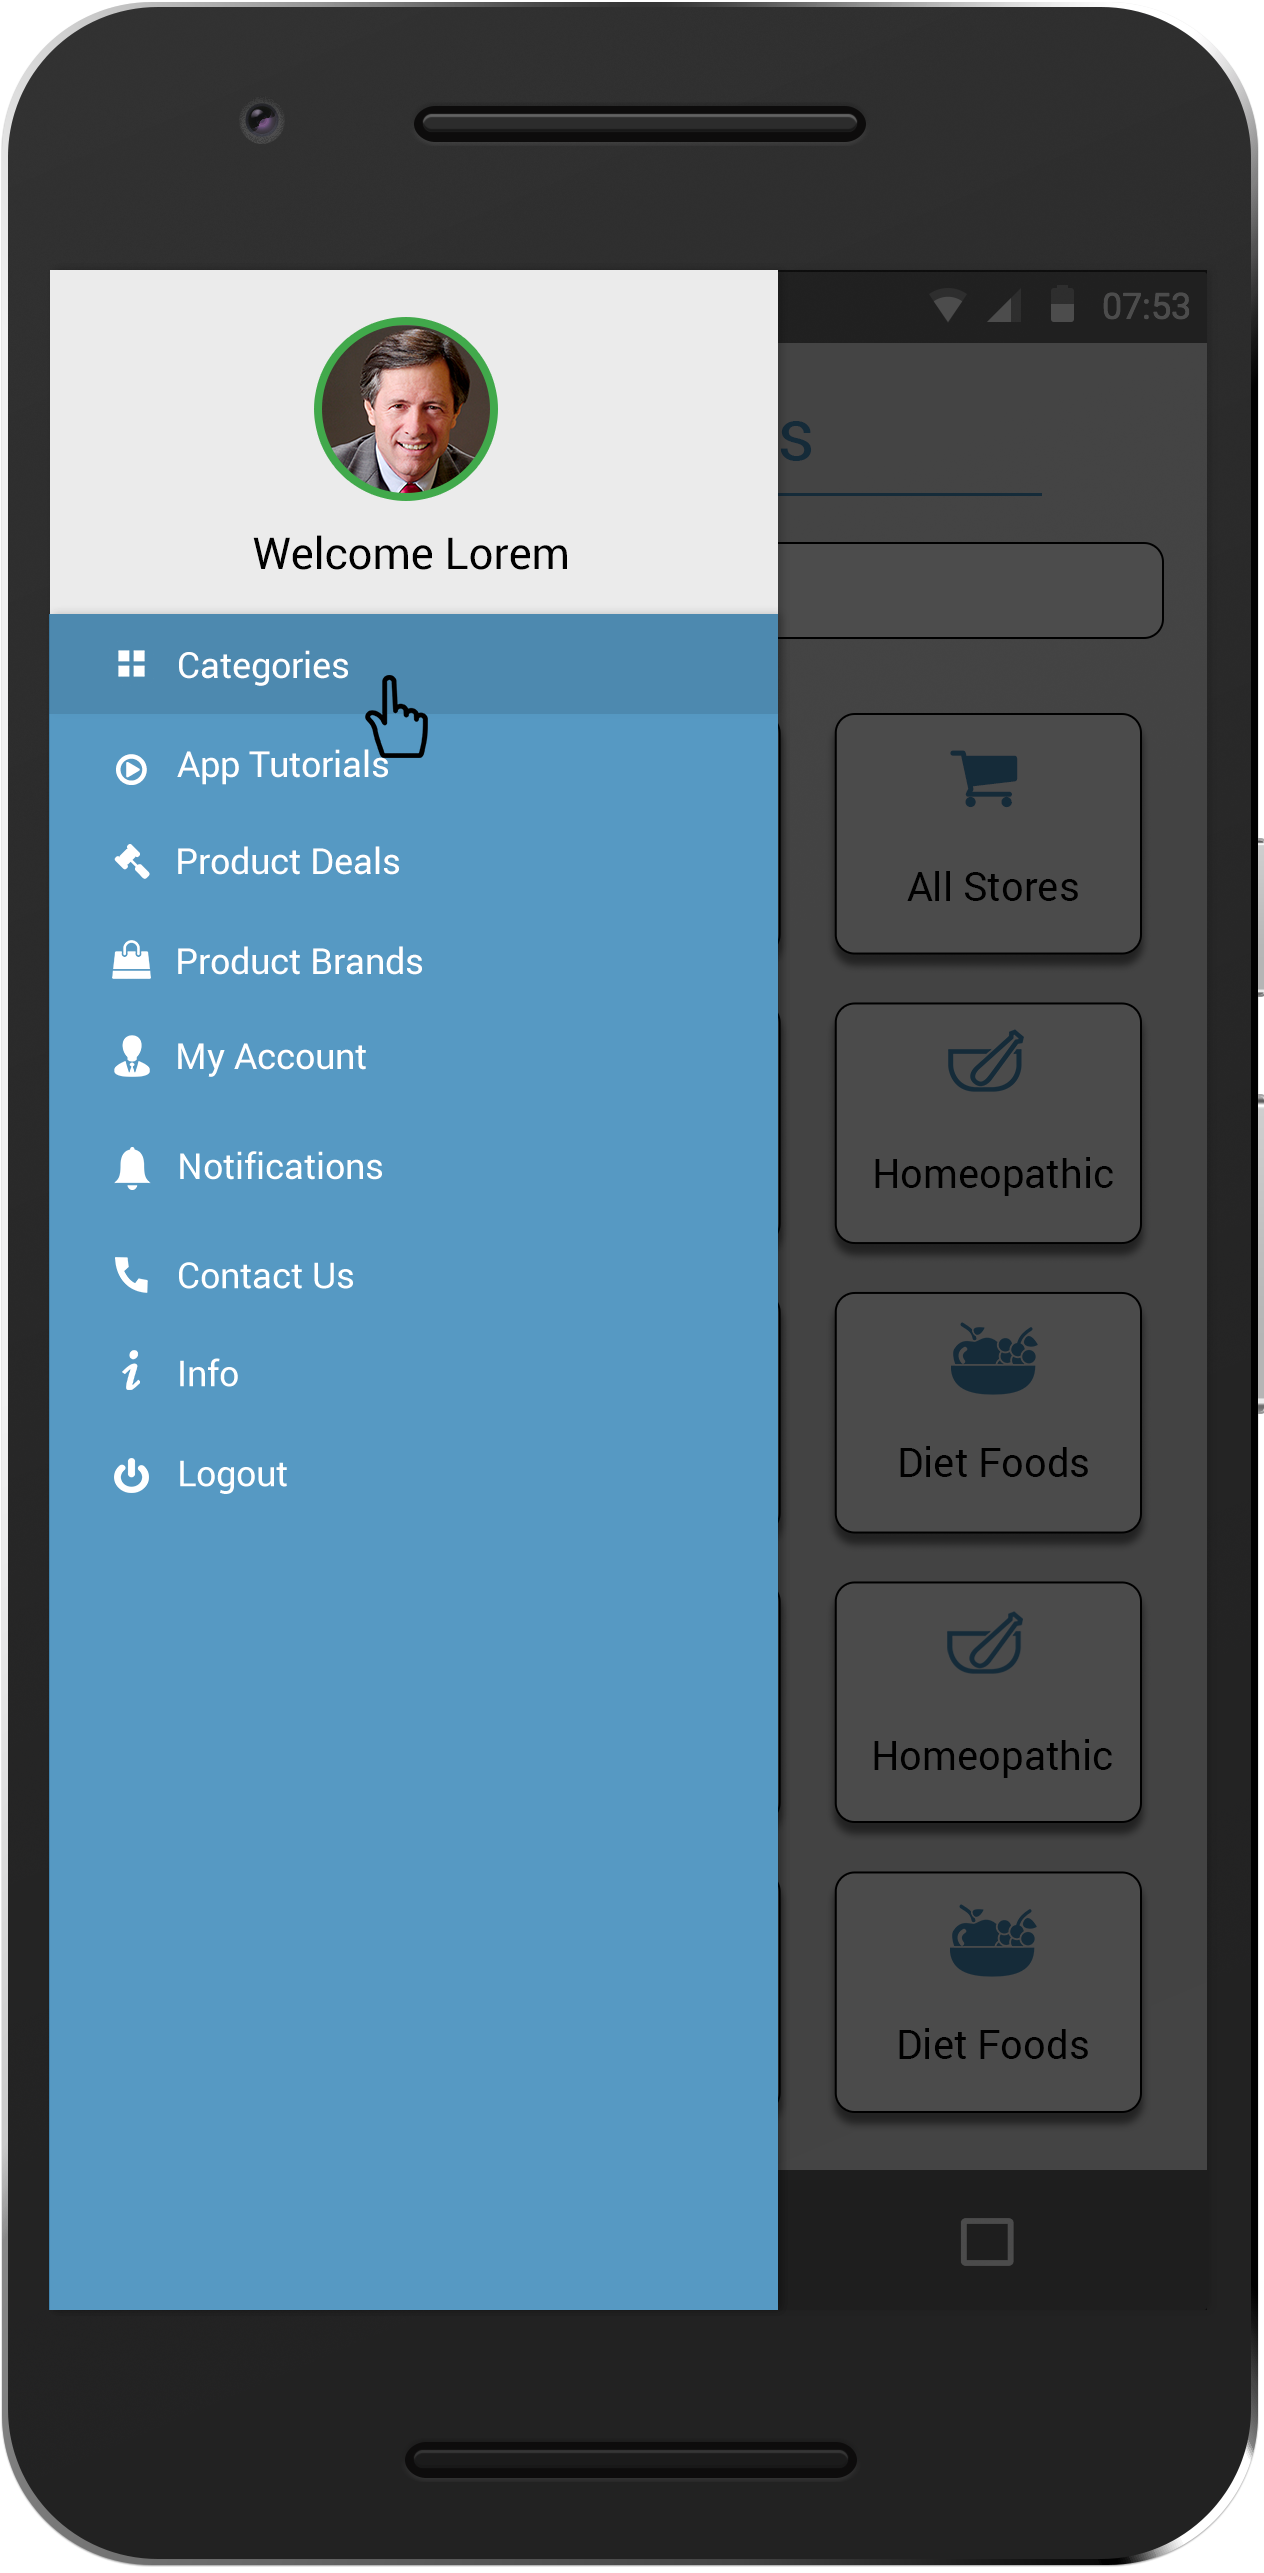 07:53
s
Welcome Lorem
Categories
App Tutorials
Product Deals
Product Brands
My Account
Notifications
Contact Us
Info
Logout
All Stores
Homeopathic
Diet Foods
Homeopathic
Diet Foods